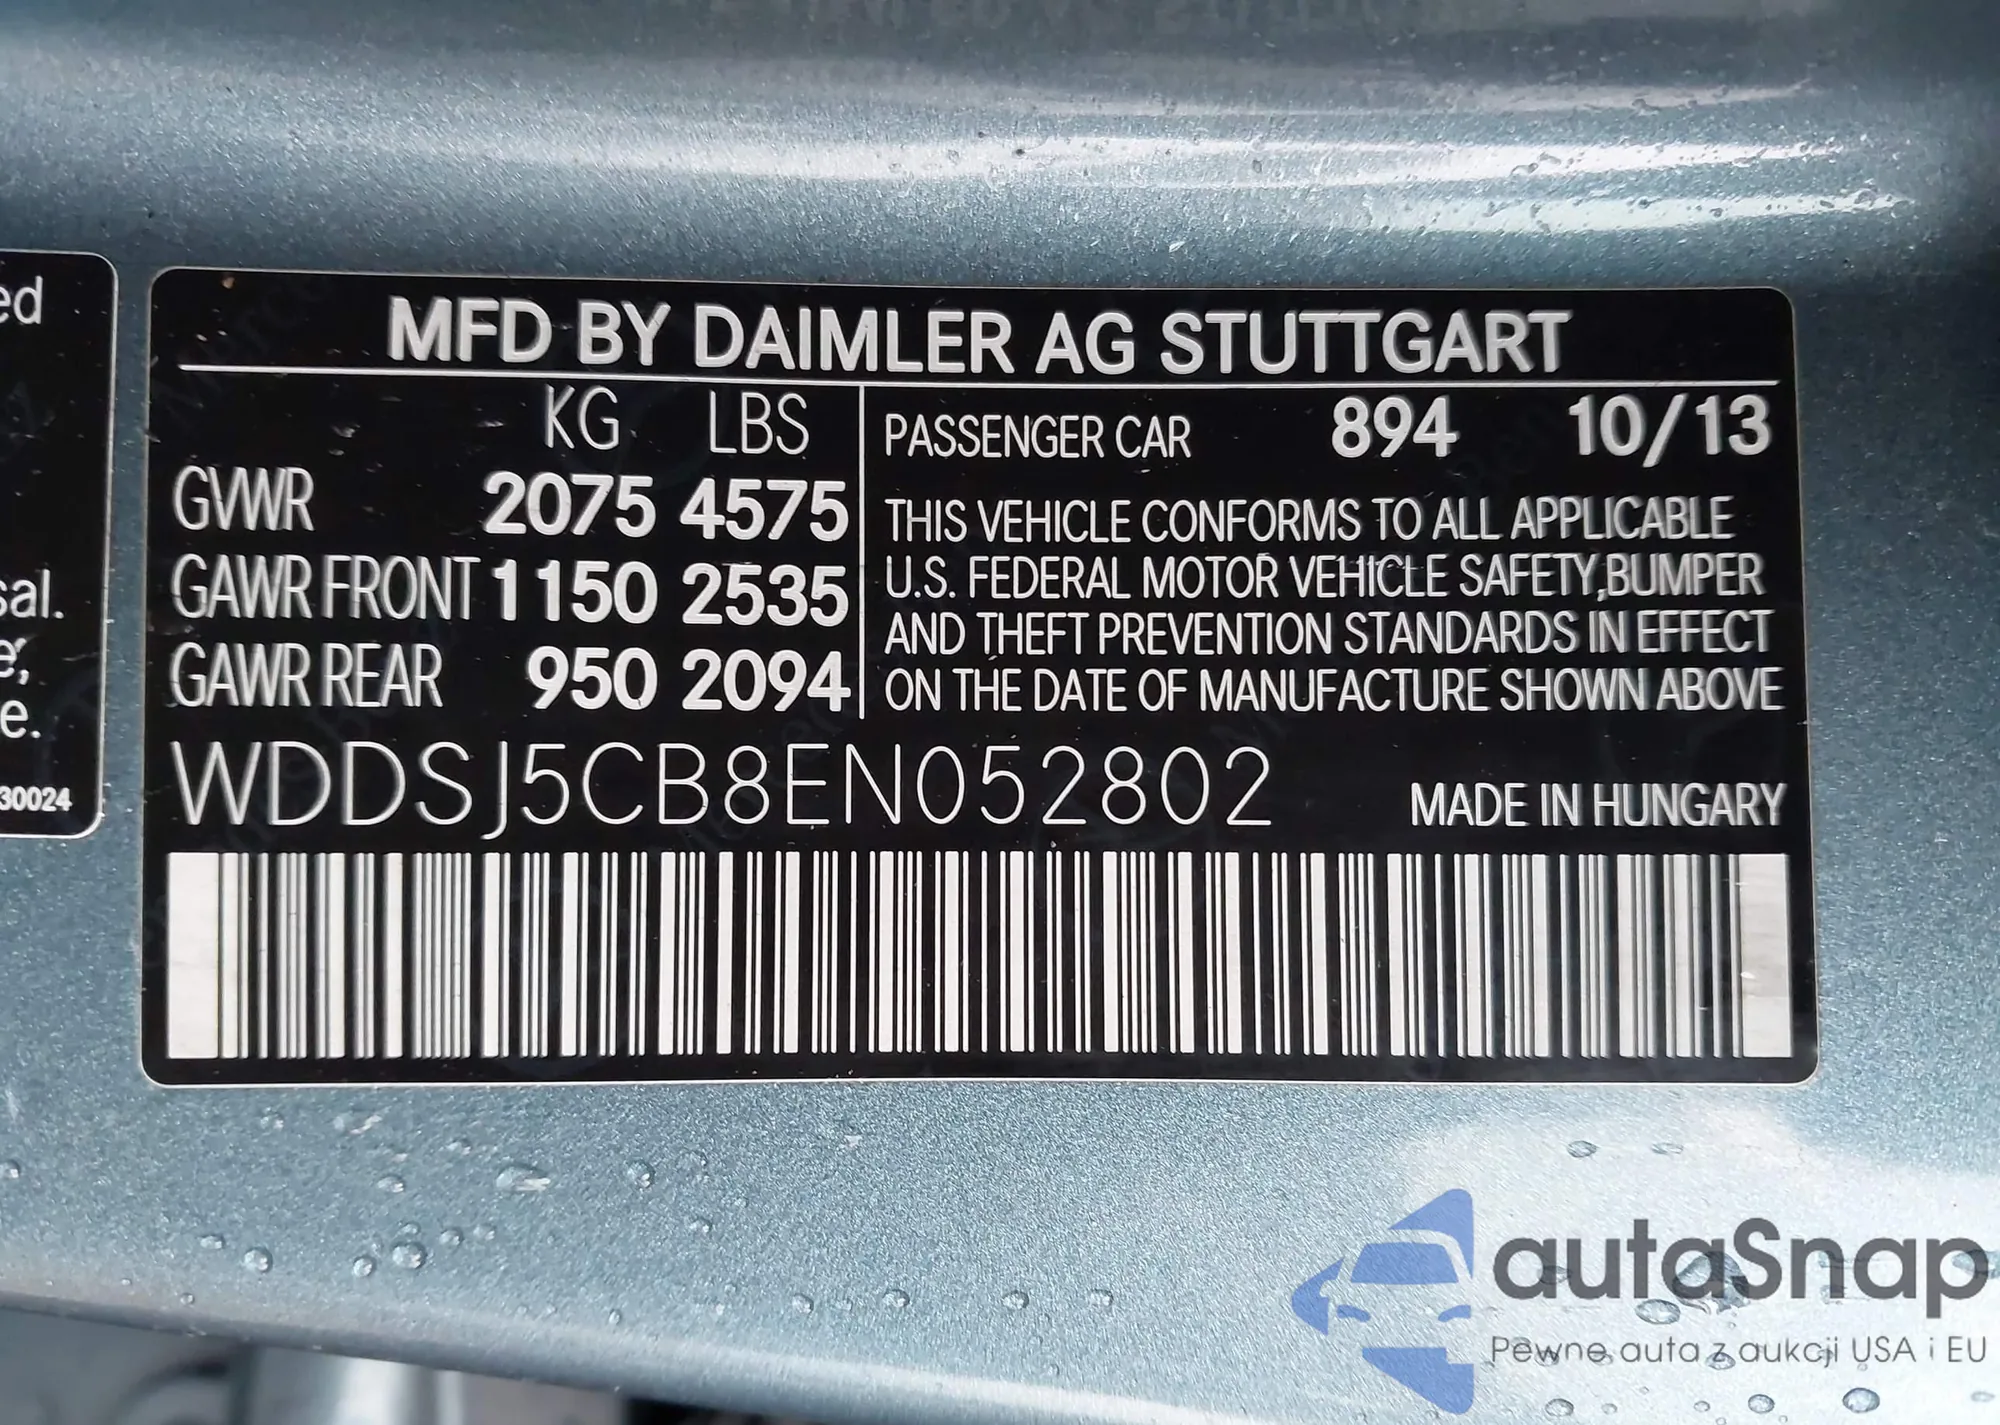 ed
sal.
e.
30024
MFD BY DAIMLER AG STUTTGART
KG LBS
GVWR 2075 4575
GAWR FRONT 1150 2535
GAWR REAR 950 2094
PASSENGER CAR 894 10/13
THIS VEHICLE CONFORMS TO ALL APPLICABLE
U.S. FEDERAL MOTOR VEHICLE SAFETY,BUMPER
AND THEFT PREVENTION STANDARDS IN EFFECT
ON THE DATE OF MANUFACTURE SHOWN ABOVE
WDDSJ5CB8EN052802
MADE IN HUNGARY
autaSnap
Pewne auta z aukcji USA i EU